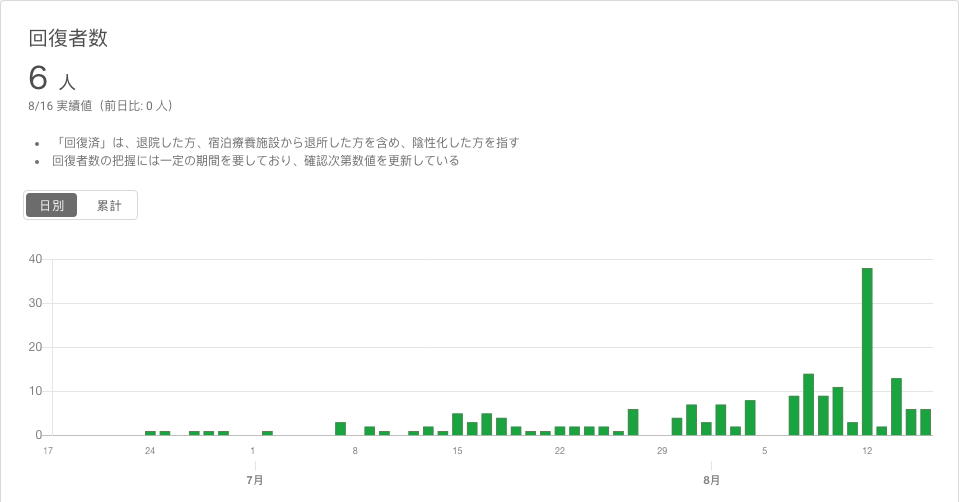 回復者数
6 人
8/16 実績値（前日比: 0 人）
• 「回復済」は、退院した方、宿泊療養施設から退所した方を含め、陰性化した方を指す
• 回復者数の把握には一定の期間を要しており、確認次第数値を更新している
日別 累計
40
30
20
10
0
17 24 1 8 15 22 29 5 12
7月 8月